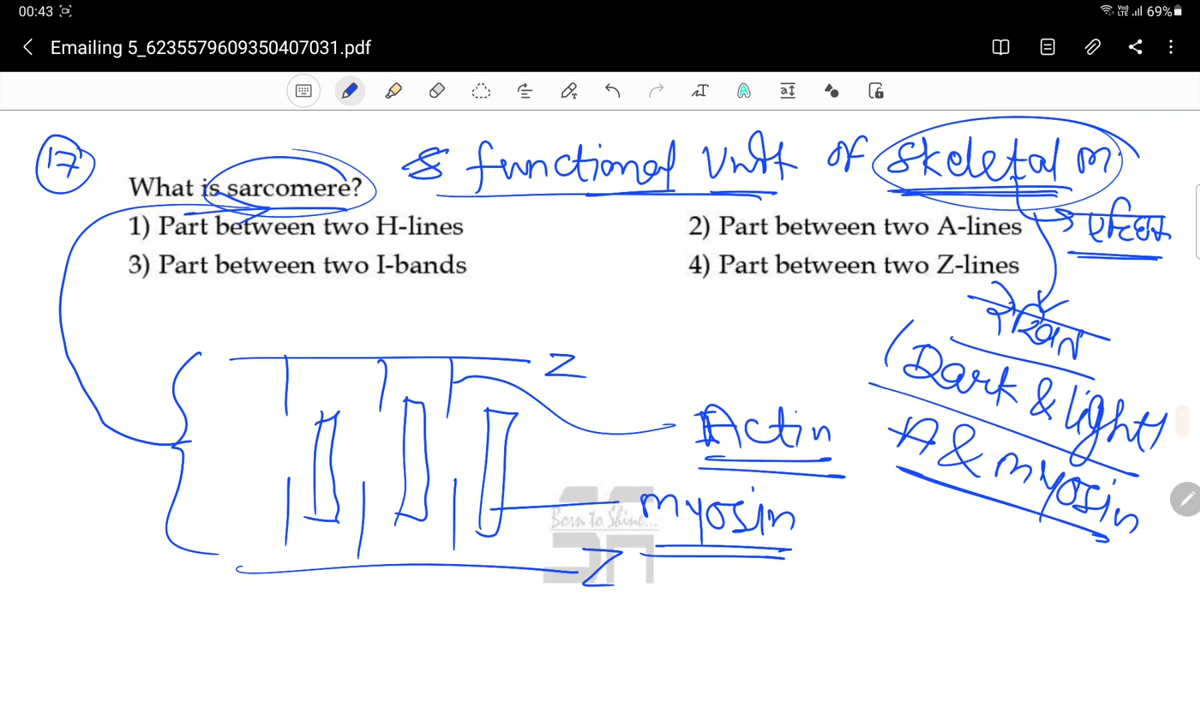 00:43
69%
Emailing 5_6235579609350407031.pdf
17
& functional Unit of skeletal m.
What is sarcomere?
1) Part between two H-lines
2) Part between two A-lines
3) Part between two I-bands
4) Part between two Z-lines
Z
(Dark & light)
Actin
A & myosin
myosin
Born to Shine...
Z